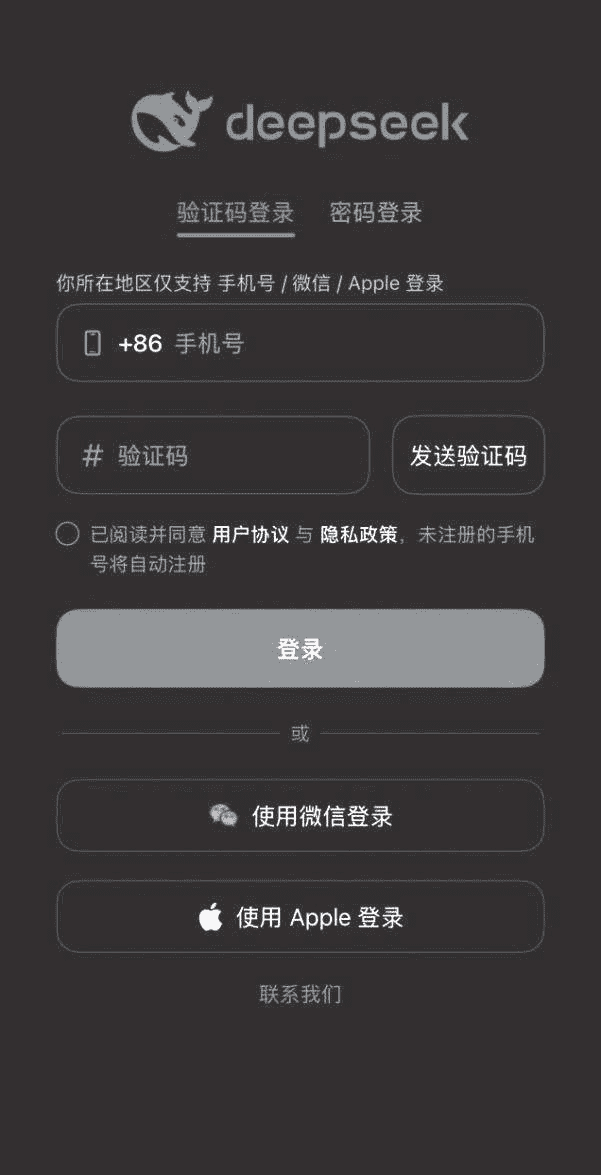 deepseek
验证码登录 密码登录
你所在地区仅支持 手机号 / 微信 / Apple 登录
+86 手机号
# 验证码 发送验证码
已阅读并同意 用户协议 与 隐私政策，未注册的手机
号将自动注册
登录
或
使用微信登录
使用 Apple 登录
联系我们